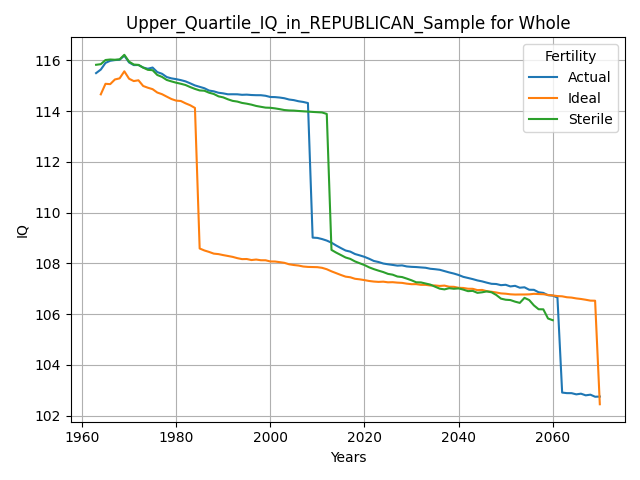 Upper_Quartile_IQ_in_REPUBLICAN_Sample for Whole
Fertility
Actual
Ideal
Sterile
IQ
116
114
112
110
108
106
104
102
1960 1980 2000 2020 2040 2060
Years